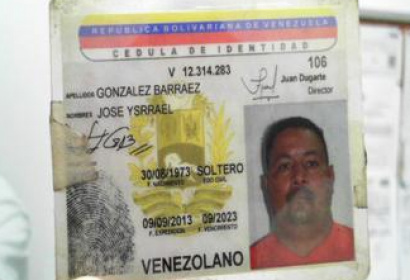 REPUBLICA BOLIVARIANA DE VENEZUELA
CEDULA DE IDENTIDAD
V 12.314.283
106
Juan Dugarte
Director
APELLIDOS GONZALEZ BARRAEZ
NOMBRES JOSE YSRRAEL
30/08/1973 SOLTERO
F. NACIMIENTO EDO CIVIL
09/09/2013 09/2023
F. EXPEDICION F. VENCIMIENTO
VENEZOLANO